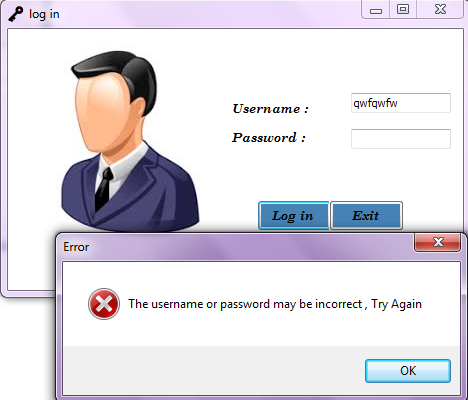 log in
Username :
qwfqwfw
Password :
Log in
Exit
Error
The username or password may be incorrect , Try Again
OK